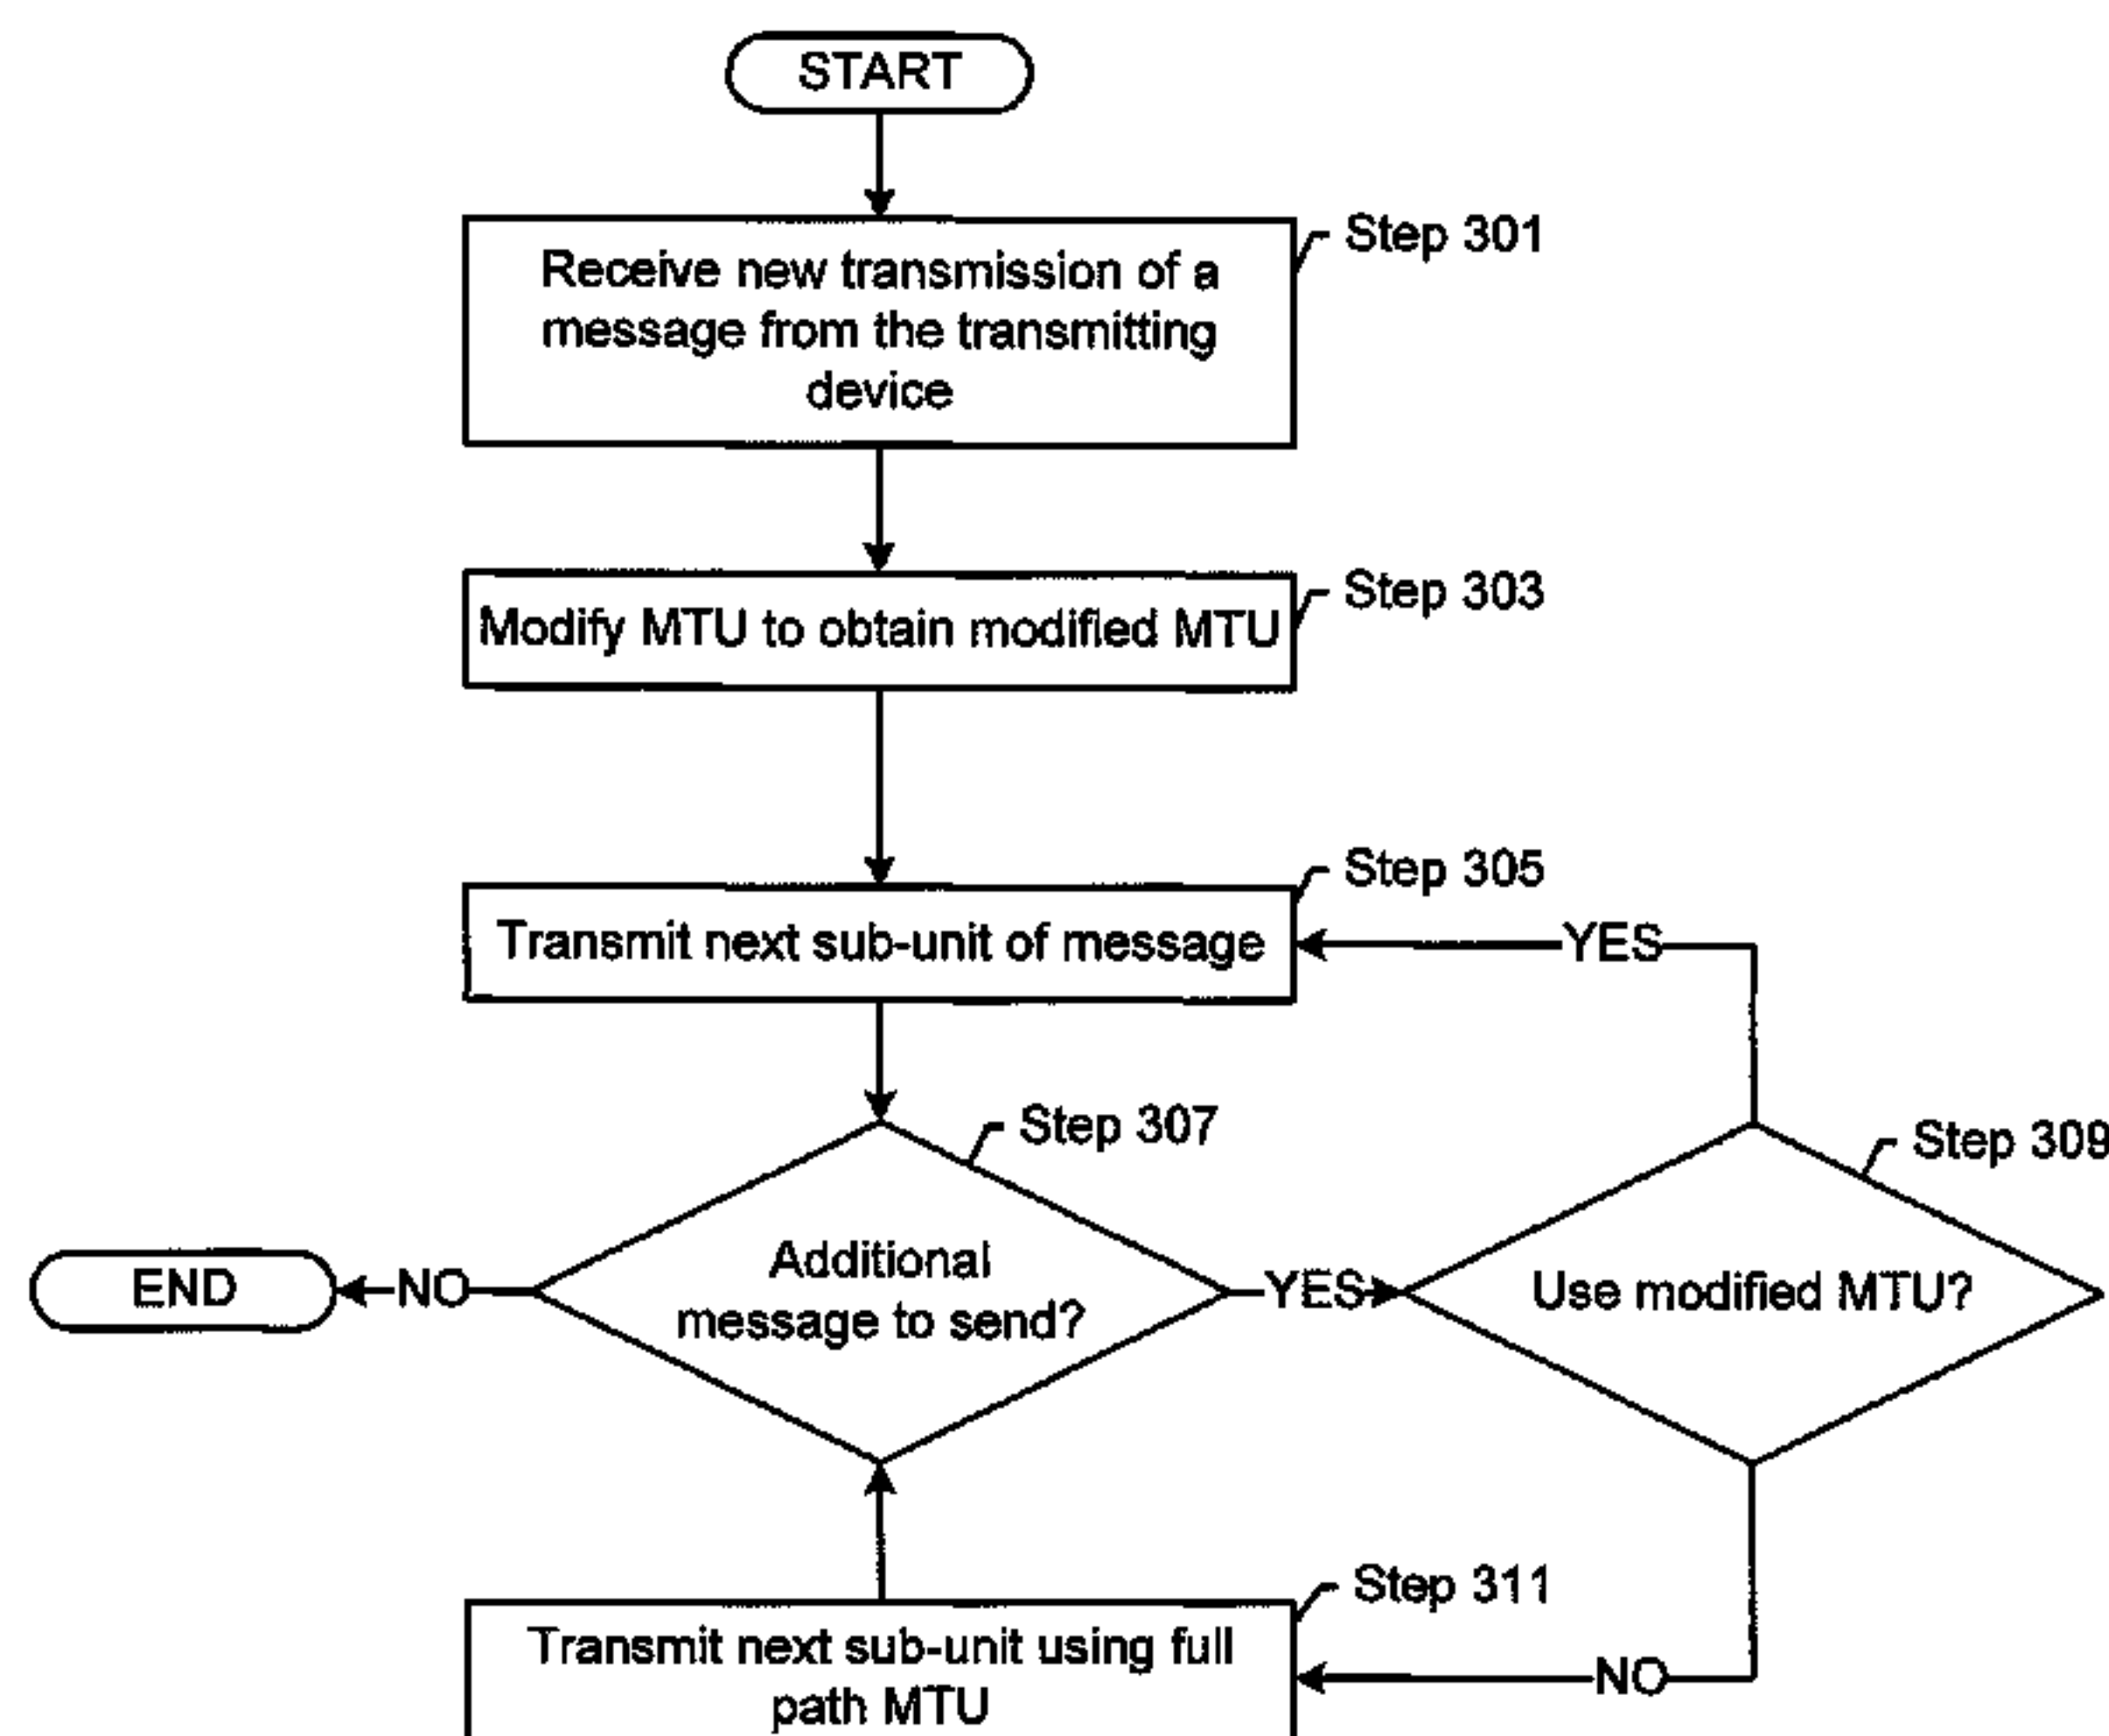 START
Step 301
Receive new transmission of a
message from the transmitting
device
Step 303
Modify MTU to obtain modified MTU
Step 305
Transmit next sub-unit of message
YES
Step 307
Step 309
Additional
message to send?
END
NO
YES
Use modified MTU?
Step 311
Transmit next sub-unit using full
path MTU
NO